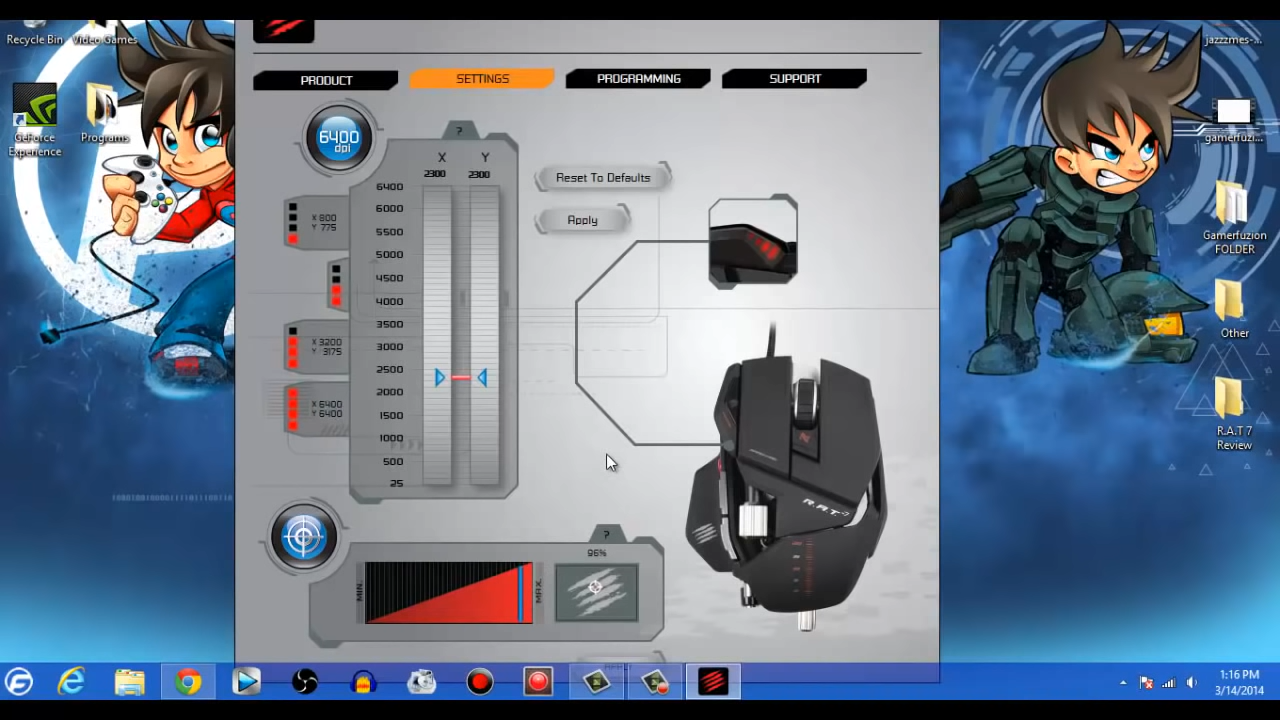 Recycle Bin
Video Games
GeForce
Experience
Programs
jazzzmes-...
gamerfuzi...
Gamerfuzion
FOLDER
Other
R.A.T 7
Review
PRODUCT
SETTINGS
PROGRAMMING
SUPPORT
6400
dpi
?
X Y
2300 2300
6400
6000
5500
5000
4500
4000
3500
3000
2500
2000
1500
1000
500
25
X 800
Y 775
X 3200
Y 3175
X 6400
Y 6400
Reset To Defaults
Apply
R.A.T 7
?
96%
MIN.
MAX.
1:16 PM
3/14/2014